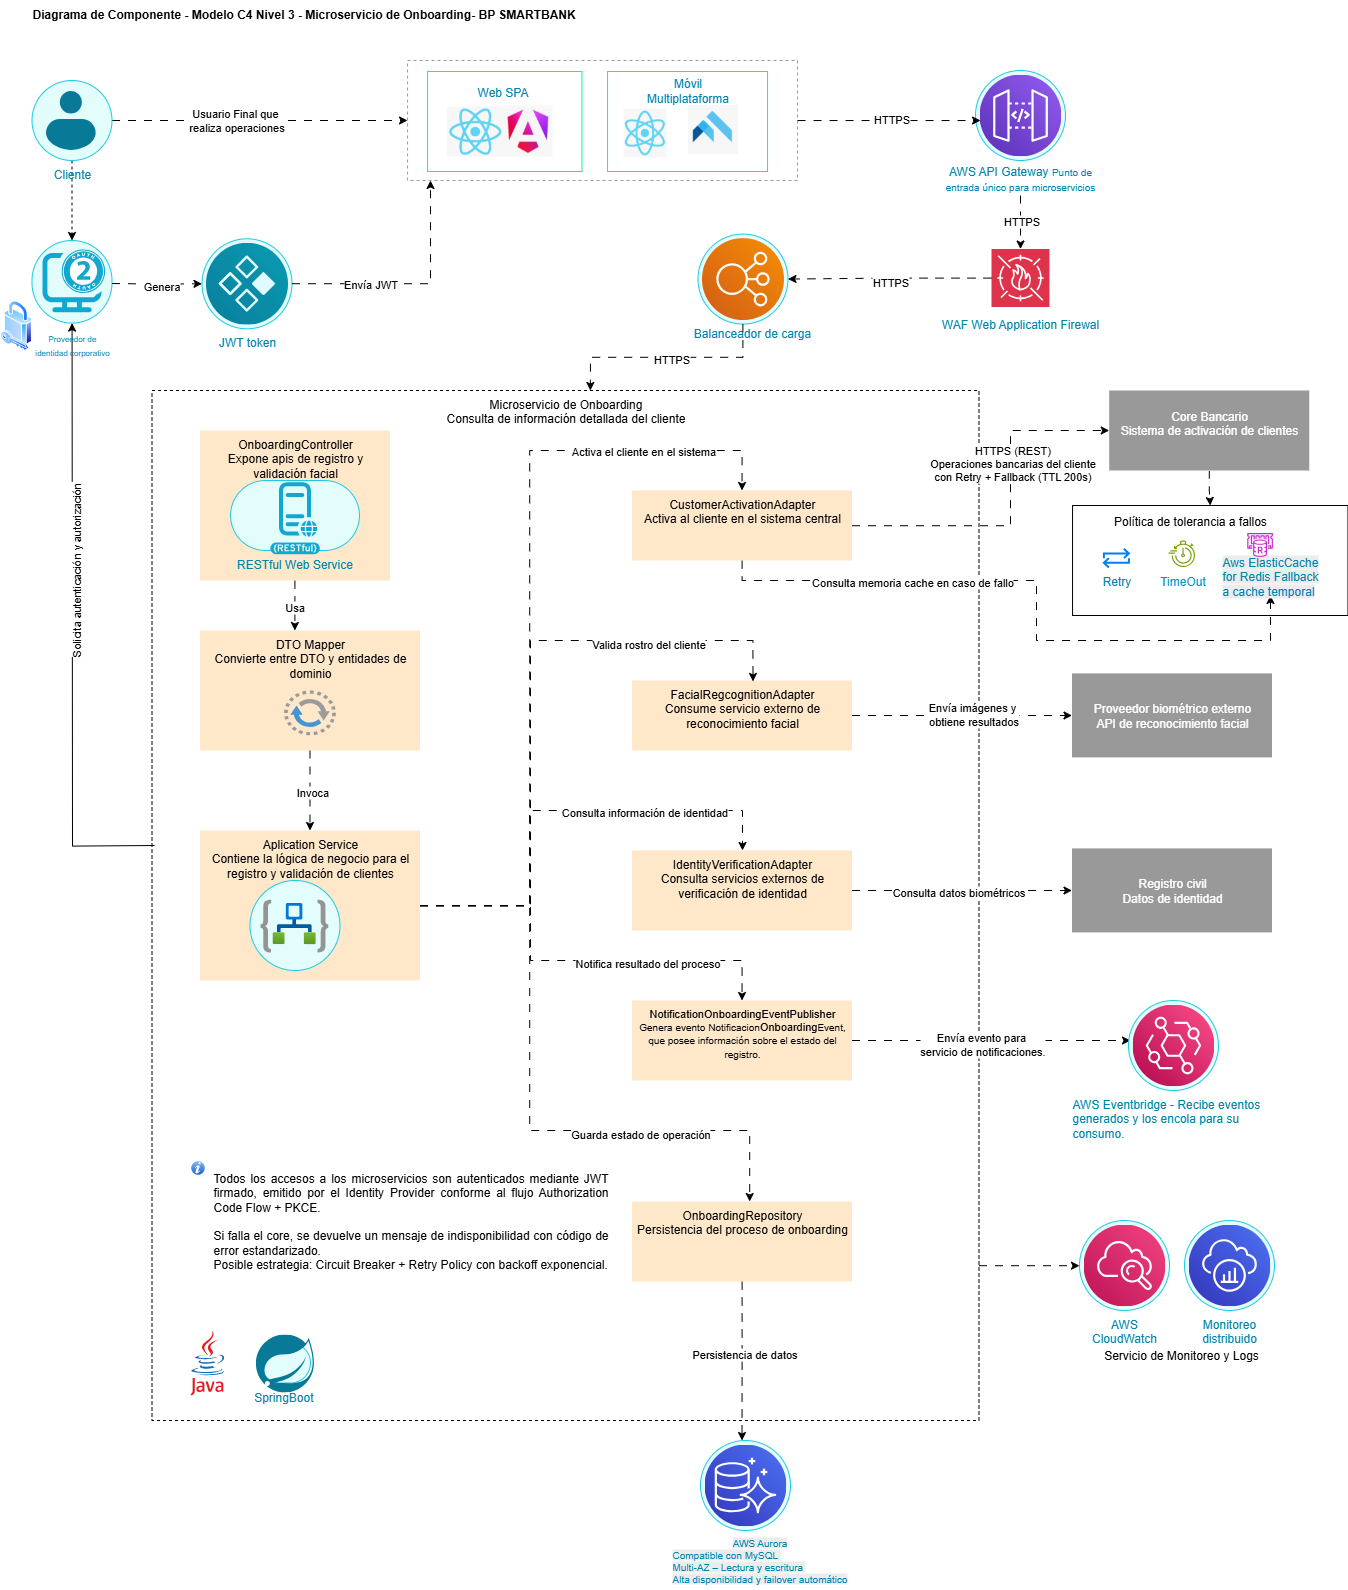 Diagrama de Componente - Modelo C4 Nivel 3 - Microservicio de Onboarding- BP SMARTBANK
Cliente
Usuario Final que
realiza operaciones
Web SPA
Móvil
Multiplataforma
HTTPS
AWS API Gateway Punto de
entrada único para microservicios
HTTPS
WAF Web Application Firewal
HTTPS
Balanceador de carga
HTTPS
OAUTH
2
OAUTH
Proveedor de
identidad corporativo
Genera
JWT token
Envía JWT
Solicita autenticación y autorización
Microservicio de Onboarding
Consulta de información detallada del cliente
OnboardingController
Expone apis de registro y
validación facial
{RESTful}
RESTful Web Service
Usa
DTO Mapper
Convierte entre DTO y entidades de
dominio
Invoca
Aplication Service
Contiene la lógica de negocio para el
registro y validación de clientes
Activa el cliente en el sistema
CustomerActivationAdapter
Activa al cliente en el sistema central
HTTPS (REST)
Operaciones bancarias del cliente
con Retry + Fallback (TTL 200s)
Core Bancario
Sistema de activación de clientes
Política de tolerancia a fallos
Retry
TimeOut
R
Aws ElasticCache
for Redis Fallback
a cache temporal
Consulta memoria cache en caso de fallo
Valida rostro del cliente
FacialRegcognitionAdapter
Consume servicio externo de
reconocimiento facial
Envía imágenes y
obtiene resultados
Proveedor biométrico externo
API de reconocimiento facial
Consulta información de identidad
IdentityVerificationAdapter
Consulta servicios externos de
verificación de identidad
Consulta datos biométricos
Registro civil
Datos de identidad
Notifica resultado del proceso
NotificationOnboardingEventPublisher
Genera evento NotificacionOnboardingEvent,
que posee información sobre el estado del
registro.
Envía evento para
servicio de notificaciones.
AWS Eventbridge - Recibe eventos
generados y los encola para su
consumo.
Guarda estado de operación
OnboardingRepository
Persistencia del proceso de onboarding
Todos los accesos a los microservicios son autenticados mediante JWT
firmado, emitido por el Identity Provider conforme al flujo Authorization
Code Flow + PKCE.
Si falla el core, se devuelve un mensaje de indisponibilidad con código de
error estandarizado.
Posible estrategia: Circuit Breaker + Retry Policy con backoff exponencial.
Java
SpringBoot
AWS
CloudWatch
Monitoreo
distribuido
Servicio de Monitoreo y Logs
Persistencia de datos
AWS Aurora
Compatible con MySQL
Multi-AZ – Lectura y escritura
Alta disponibilidad y failover automático